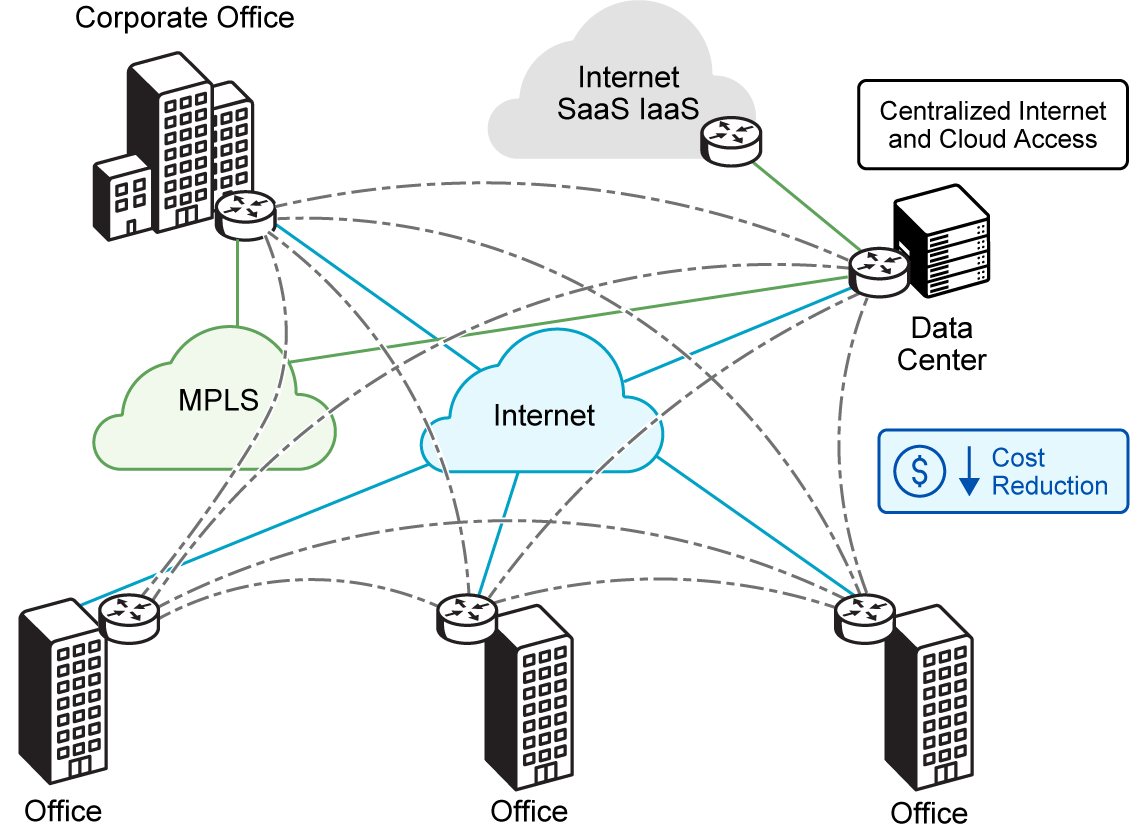 Corporate Office
Internet
SaaS IaaS
Centralized Internet
and Cloud Access
Data
Center
MPLS
Internet
$
Cost
Reduction
Office
Office
Office